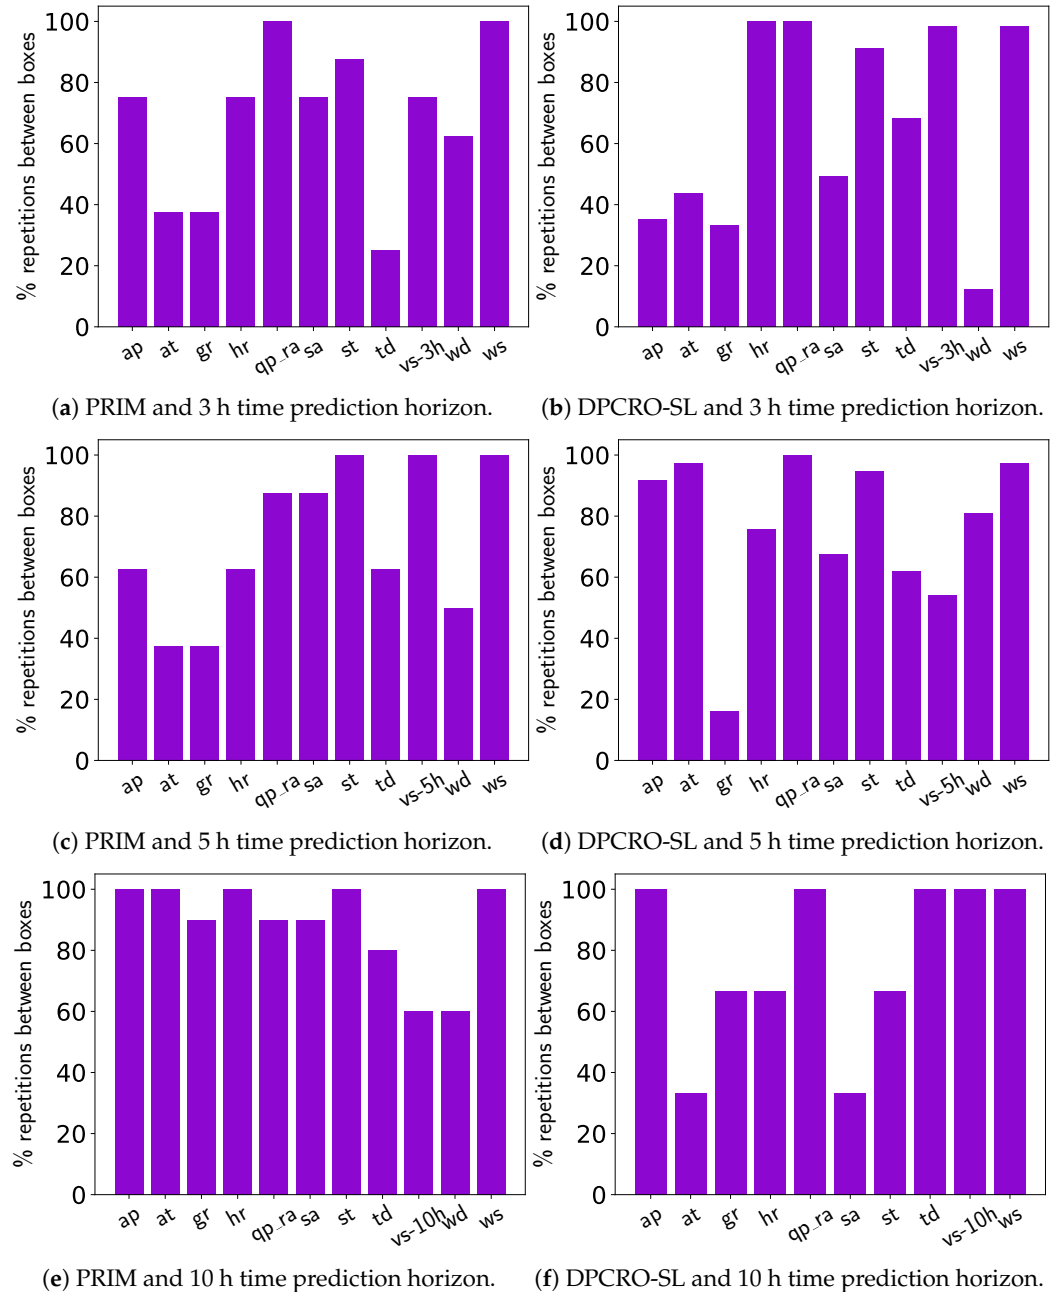 % repetitions between boxes
100
80
60
40
20
0
ap at gr hr qp_ra sa st td vs-3h wd ws
(a) PRIM and 3 h time prediction horizon.
% repetitions between boxes
100
80
60
40
20
0
ap at gr hr qp_ra sa st td vs-3h wd ws
(b) DPCRO-SL and 3 h time prediction horizon.
% repetitions between boxes
100
80
60
40
20
0
ap at gr hr qp_ra sa st td vs-5h wd ws
(c) PRIM and 5 h time prediction horizon.
% repetitions between boxes
100
80
60
40
20
0
ap at gr hr qp_ra sa st td vs-5h wd ws
(d) DPCRO-SL and 5 h time prediction horizon.
% repetitions between boxes
100
80
60
40
20
0
ap at gr hr qp_ra sa st td vs-10h wd ws
(e) PRIM and 10 h time prediction horizon.
% repetitions between boxes
100
80
60
40
20
0
ap at gr hr qp_ra sa st td vs-10h ws
(f) DPCRO-SL and 10 h time prediction horizon.